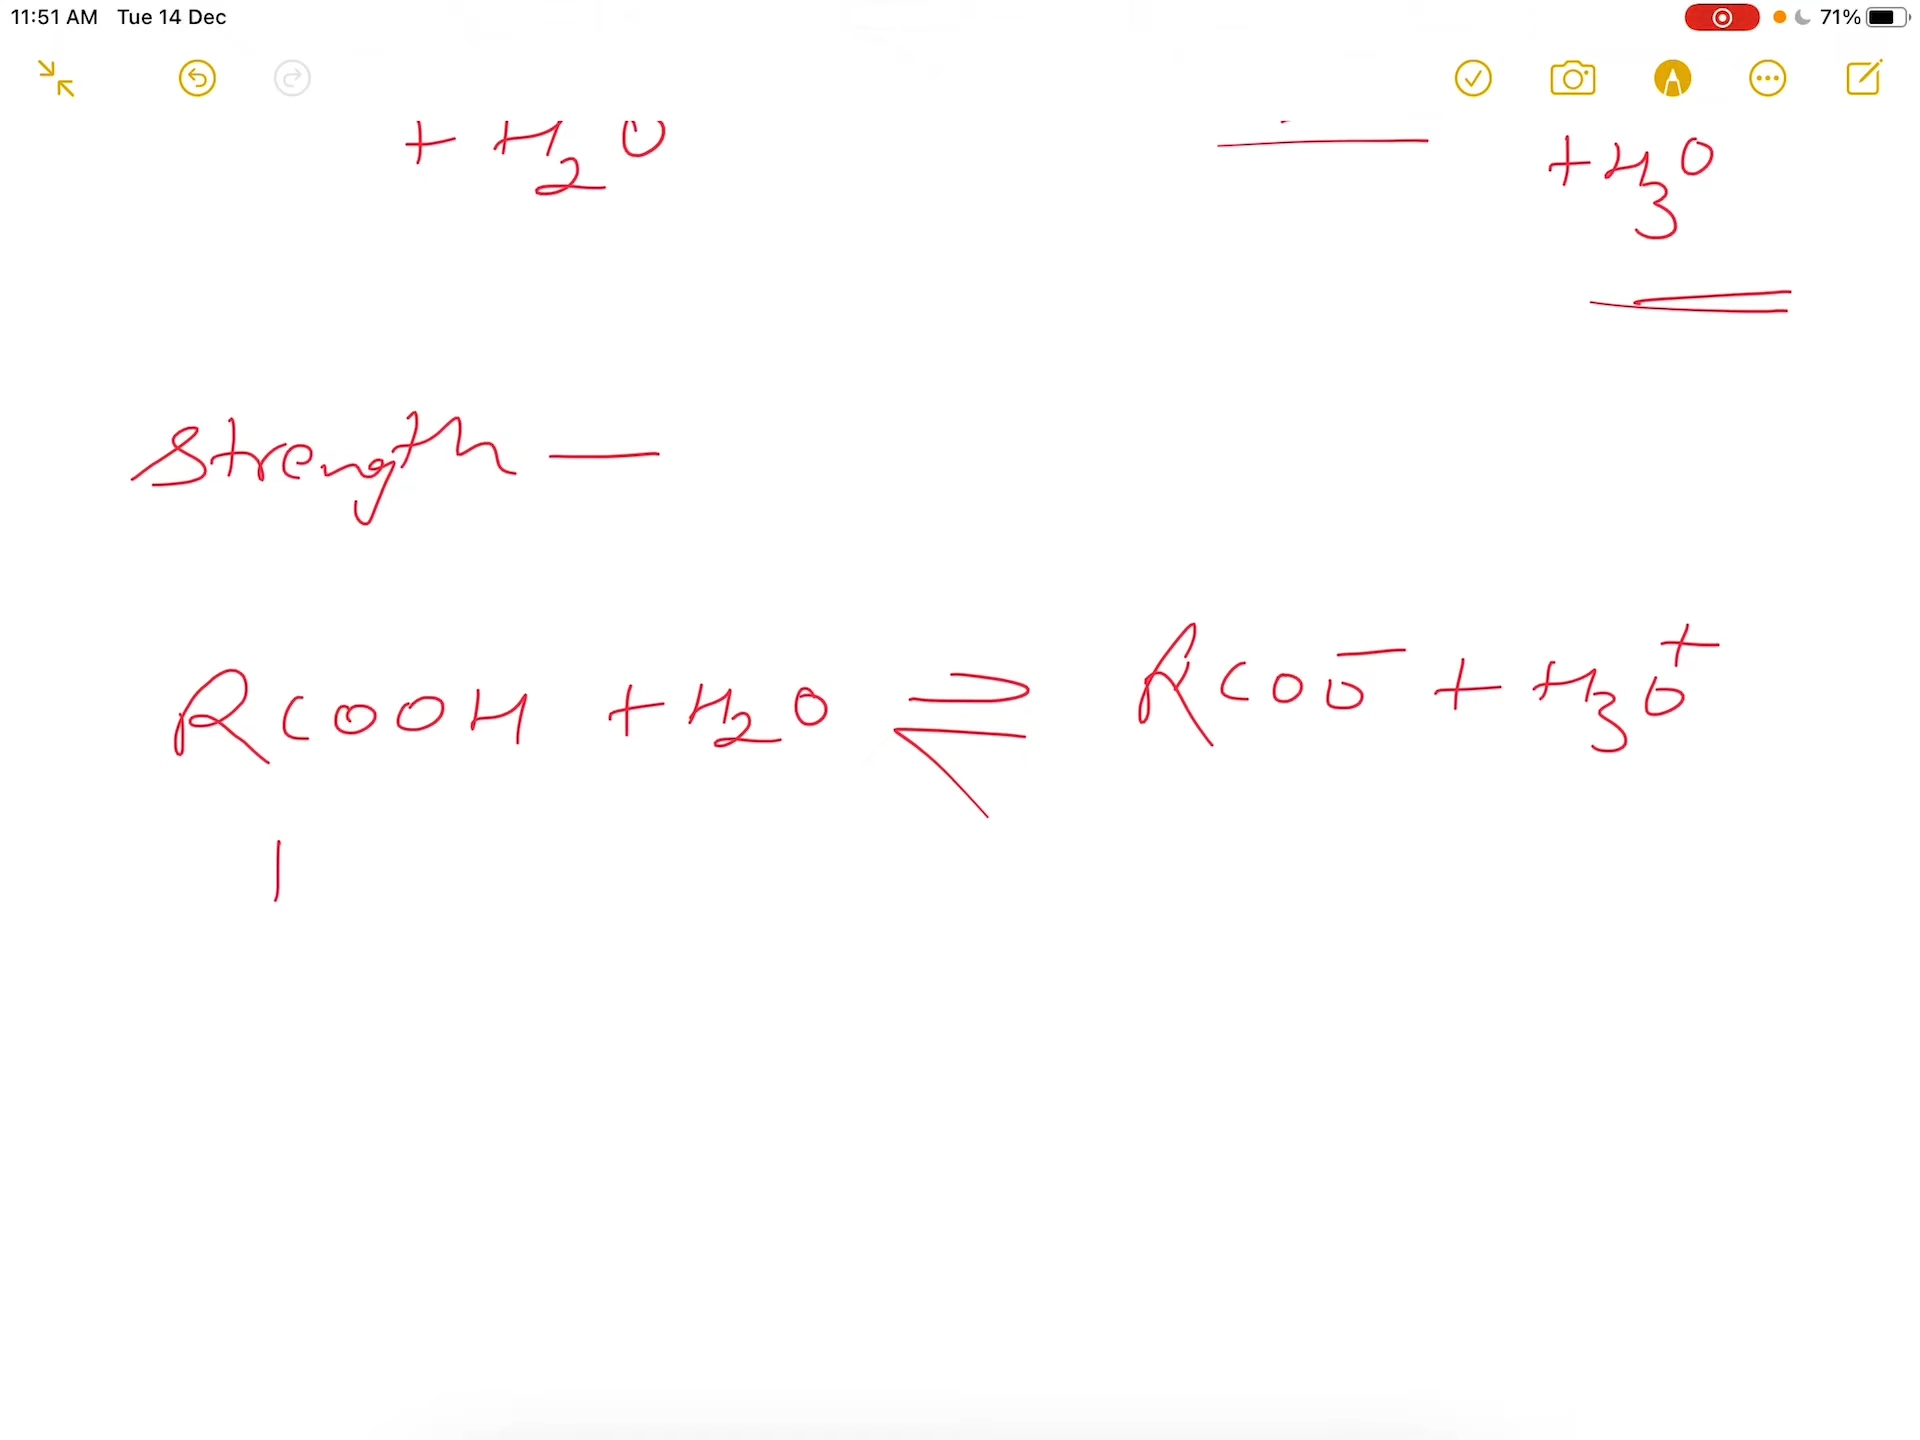 11:51 AM Tue 14 Dec 71%
+ H2O
+ H3O
Strength —
RCOOH + H2O ⇌ RCOO⁻ + H3O⁺